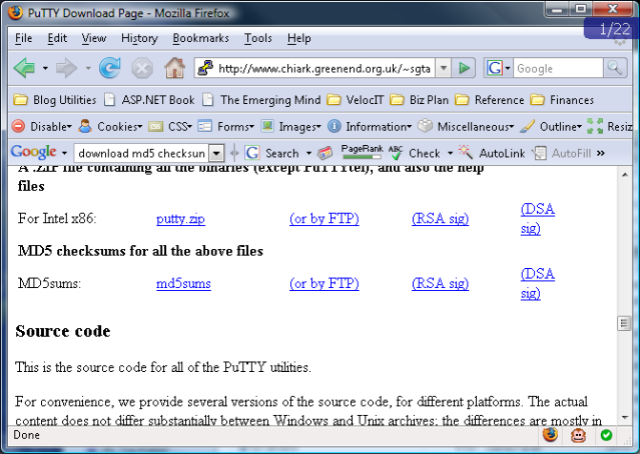 PuTTY Download Page - Mozilla Firefox
1/22
File Edit View History Bookmarks Tools Help
http://www.chiark.greenend.org.uk/~sgta Google
Blog Utilities ASP.NET Book The Emerging Mind VelocIT Biz Plan Reference Finances
Disable Cookies CSS Forms Images Information Miscellaneous Outline Resiz
Google download md5 checksun Search PageRank ABC Check AutoLink AutoFill »
A .ZIP file containing all the binaries (except PuTTYtel), and also the help
files
For Intel x86: putty.zip (or by FTP) (RSA sig) (DSA
sig)
MD5 checksums for all the above files
MD5sums: md5sums (or by FTP) (RSA sig) (DSA
sig)
Source code
This is the source code for all of the PuTTY utilities.
For convenience, we provide several versions of the source code, for different platforms. The actual
content does not differ substantially between Windows and Unix archives; the differences are mostly in
Done